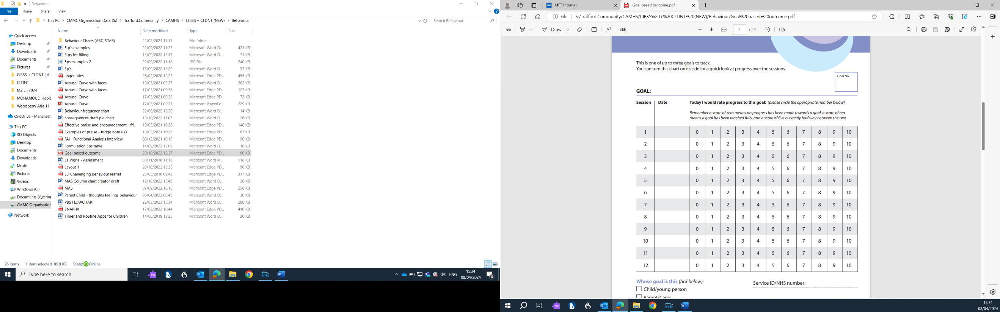 Behaviour
File Home Share View
This PC > CMMC Organisation Data (S:) > Trafford.Community > CAMHS > CIBSS + CLDNT (NEW) > Behaviour
Search Behaviour
Name Date modified Type Size
Quick access
Desktop
Downloads
Documents
Pictures
CIBSS + CLDNT (
CLDNT
March 2024
MOHAMOUD Habib
Woodberry Aria 11.
OneDrive - Manchest
This PC
3D Objects
Desktop
Documents
Downloads
Music
Pictures
Videos
Windows (C:)
Documents (\\xcmn
CMMC Organisation
Network
Behaviour Charts (ABC, STAR) 22/02/2024 17:17 File folder
5 p's examples 22/09/2022 11:23 Microsoft Word D... 423 KB
5 ps for filling 13/09/2022 15:43 Microsoft Word D... 71 KB
5ps examples 2 22/09/2022 11:18 JPG File 240 KB
5p's 13/09/2022 15:29 Microsoft Word D... 53 KB
anger rules 26/02/2020 12:23 Microsoft Edge PD... 455 KB
Arousal Curve with faces 19/03/2021 09:27 Microsoft Word D... 302 KB
Arousal Curve with faces 17/03/2021 09:36 Microsoft Edge PD... 127 KB
Arousal Curve 17/03/2021 09:26 Microsoft Edge PD... 72 KB
Arousal Curve 17/03/2021 09:27 Microsoft PowerPo... 229 KB
Behaviour frequency chart 22/06/2022 12:20 Microsoft Word D... 14 KB
consequences draft pie chart 18/10/2022 17:05 Microsoft Word D... 26 KB
Effective praise and encouragement - fri... 10/03/2021 16:26 Microsoft Edge PD... 148 KB
Examples of praise - fridge note (IY) 10/03/2021 16:25 Microsoft Edge PD... 67 KB
FAI - Functional Analysis Interview 08/12/2021 10:13 Microsoft Edge PD... 90 KB
Formulation 5ps table 14/09/2022 12:09 Microsoft Word D... 16 KB
Goal based outcome 20/10/2022 12:27 Microsoft Edge PD... 90 KB
La Vigna - Assessment 08/11/2018 11:16 Microsoft Word M... 118 KB
Layout 1 20/10/2022 12:28 Microsoft Edge PD... 90 KB
LD Challenging Behaviour leaflet 25/05/2018 09:43 Microsoft Edge PD... 317 KB
MAS Column chart creator draft 12/10/2022 15:46 Microsoft Word D... 28 KB
MAS 07/09/2022 16:16 Microsoft Edge PD... 258 KB
Parent Child - thoughts feelings behaviour 06/04/2022 08:45 Microsoft Word D... 30 KB
PBS FLOWCHART 22/03/2023 15:34 Microsoft Word D... 288 KB
SNAP-IV 17/02/2023 10:44 Microsoft Edge PD... 410 KB
Timer and Routine Apps for Children 14/06/2019 13:25 Microsoft Word D... 20 KB
26 items 1 item selected 89.9 KB State: Online
Type here to search
ENG
15:34
08/04/2024
4
MFT Intranet
Goal based outcome.pdf
File | S:/Trafford.Community/CAMHS/CIBSS%20+%20CLDNT%20(NEW)/Behaviour/Goal%20based%20outcome.pdf
Draw
2 of 4
This is one of up to three goals to track.
You can turn this chart on its side for a quick look at progress over the sessions.
Goal No:
GOAL:
Session Date Today I would rate progress to this goal: (please circle the appropriate number below)
Remember a score of zero means no progress has been made towards a goal, a score of ten
means a goal has been reached fully, and a score of five is exactly half way between the two
1 0 1 2 3 4 5 6 7 8 9 10
2 0 1 2 3 4 5 6 7 8 9 10
3 0 1 2 3 4 5 6 7 8 9 10
4 0 1 2 3 4 5 6 7 8 9 10
5 0 1 2 3 4 5 6 7 8 9 10
6 0 1 2 3 4 5 6 7 8 9 10
7 0 1 2 3 4 5 6 7 8 9 10
8 0 1 2 3 4 5 6 7 8 9 10
9 0 1 2 3 4 5 6 7 8 9 10
10 0 1 2 3 4 5 6 7 8 9 10
11 0 1 2 3 4 5 6 7 8 9 10
12 0 1 2 3 4 5 6 7 8 9 10
Whose goal is this (tick below):
Service ID/NHS number:
Child/young person
Parent/Carer
15:34
08/04/2024